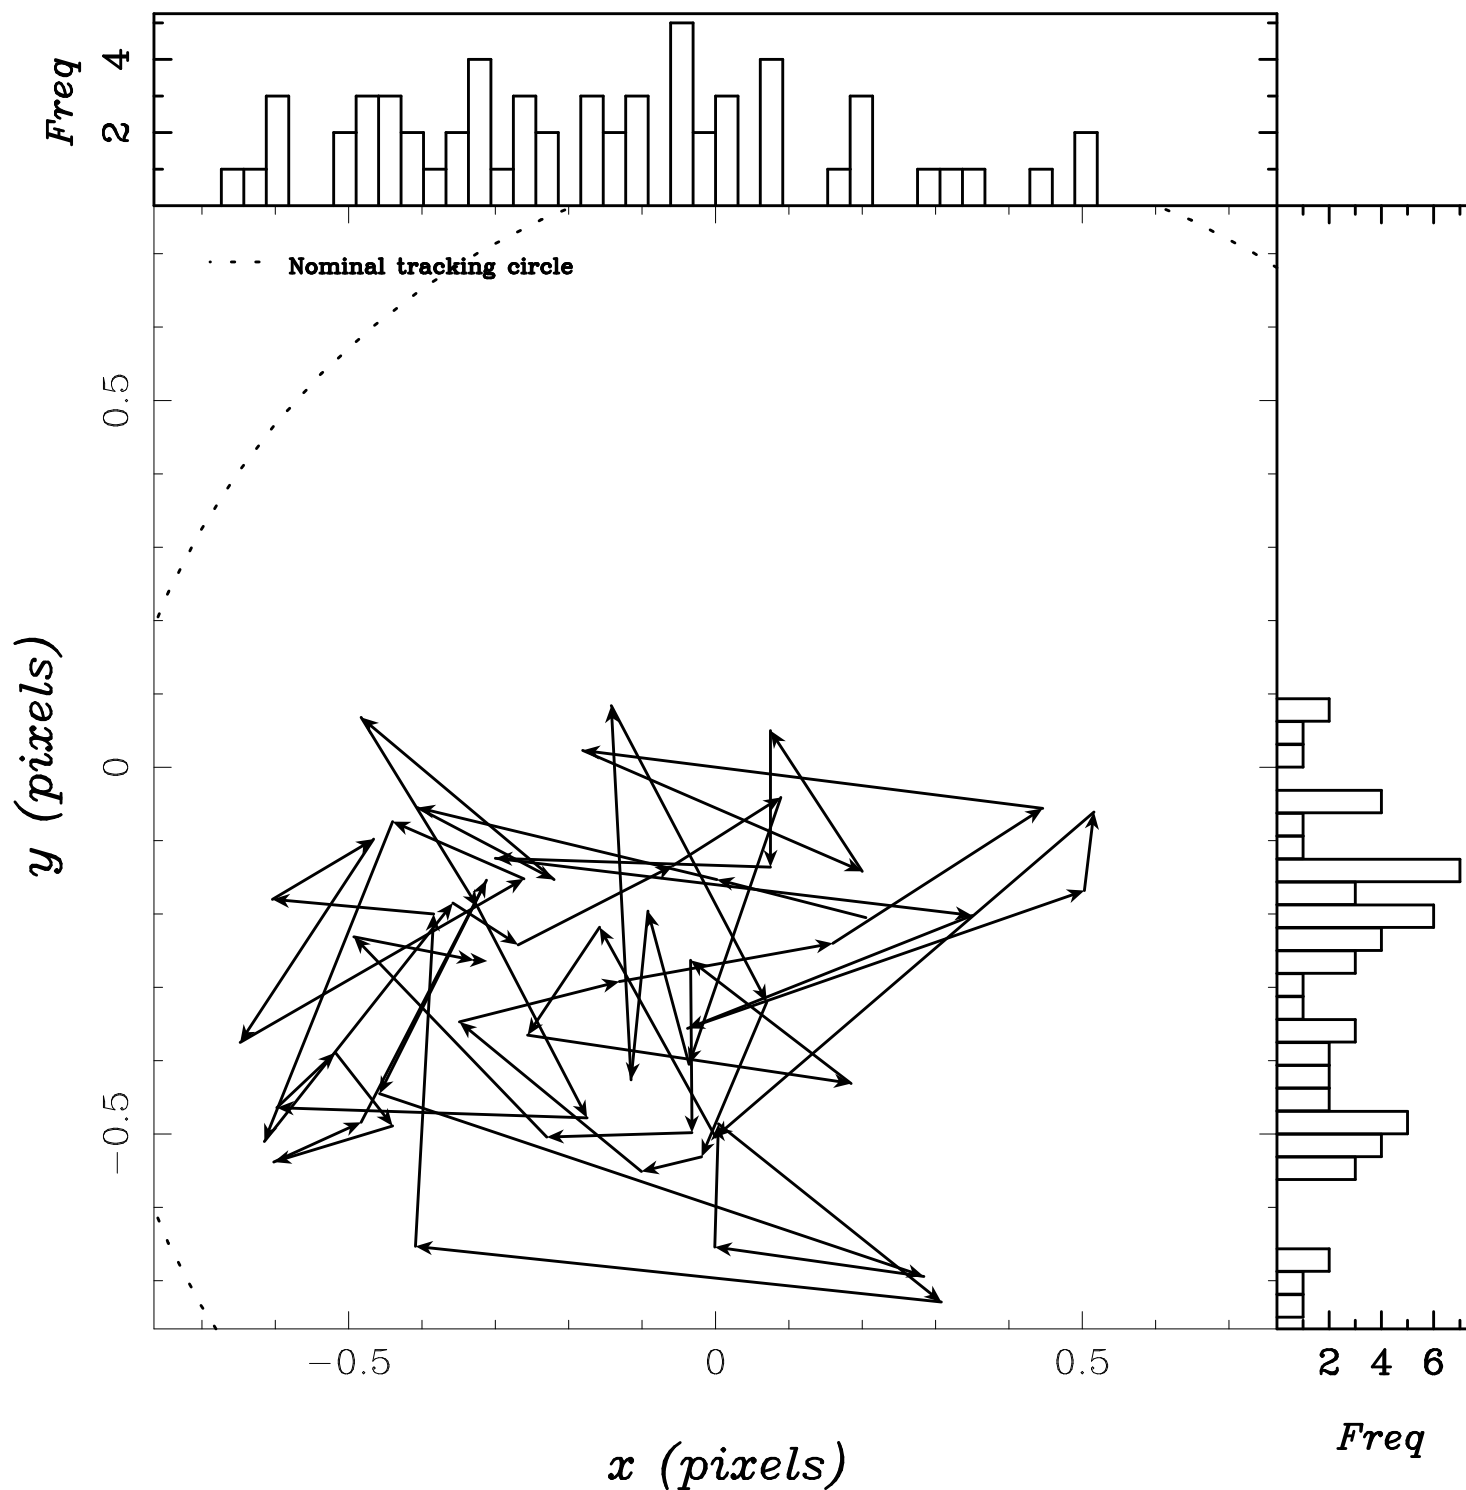 Freq
4
2
Nominal tracking circle
y (pixels)
0.5
0
−0.5
−0.5 0 0.5
2 4 6
Freq
x (pixels)